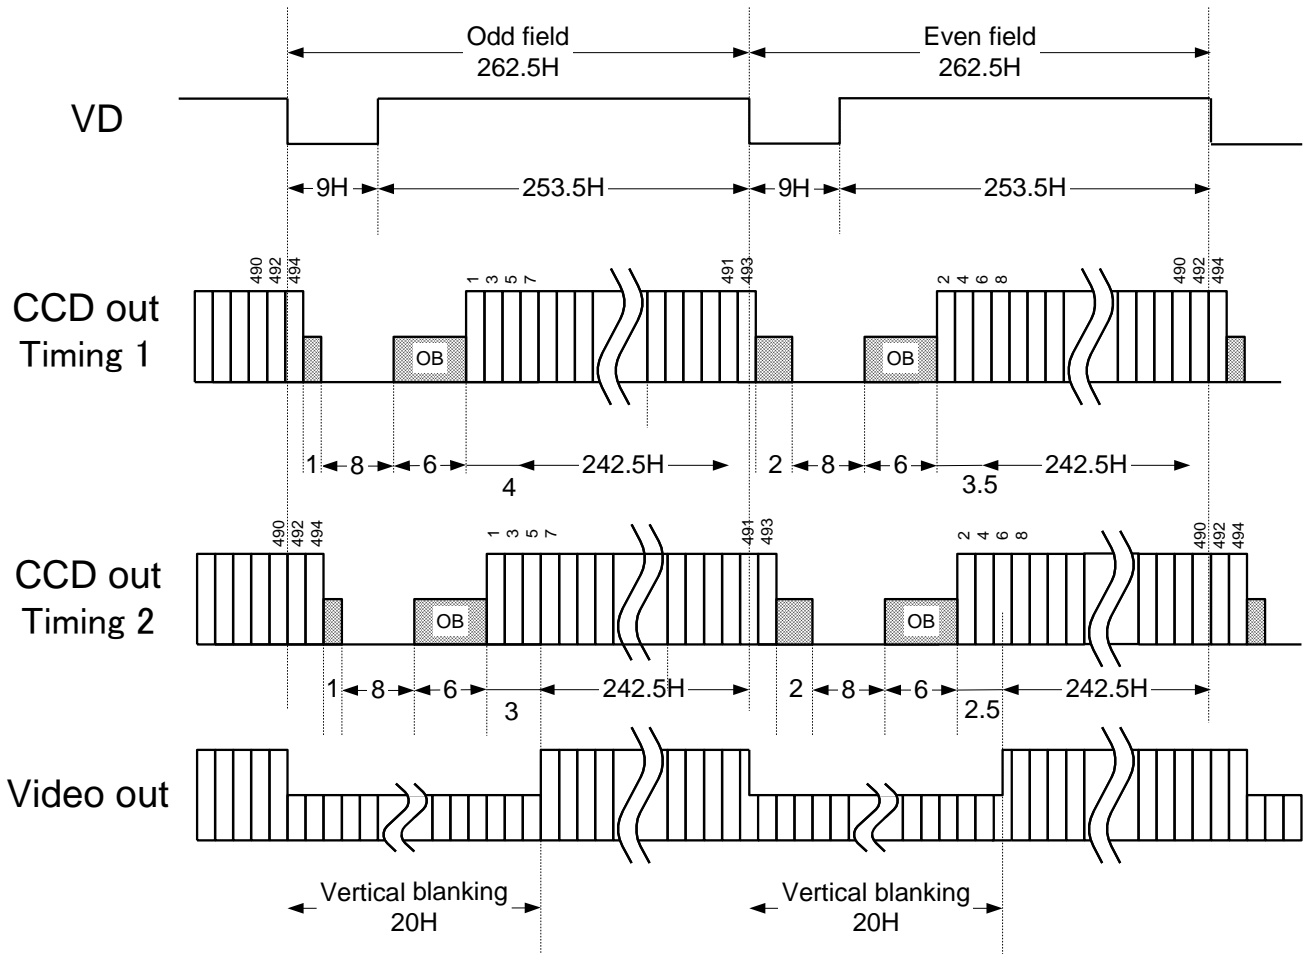 Odd field
262.5H
Even field
262.5H
VD
9H
253.5H
9H
253.5H
490
492
494
1
3
5
7
491
493
2
4
6
8
490
492
494
CCD out
Timing 1
OB
OB
1
8
6
4
242.5H
2
8
6
3.5
242.5H
490
492
494
1
3
5
7
491
493
2
4
6
8
490
492
494
CCD out
Timing 2
OB
OB
1
8
6
3
242.5H
2
8
6
2.5
242.5H
Video out
Vertical blanking
20H
Vertical blanking
20H